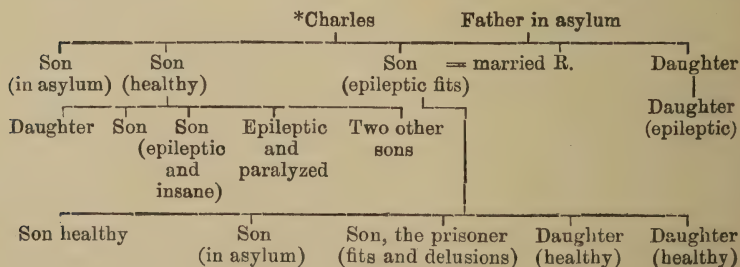 *Charles Father in asylum
Son Son Son = married R. Daughter
(in asylum) (healthy) (epileptic fits)
Daughter
Daughter Son Son Epileptic Two other (epileptic)
(epileptic and sons
and paralyzed
insane)
Son healthy Son Son, the prisoner Daughter Daughter
(in asylum) (fits and delusions) (healthy) (healthy)